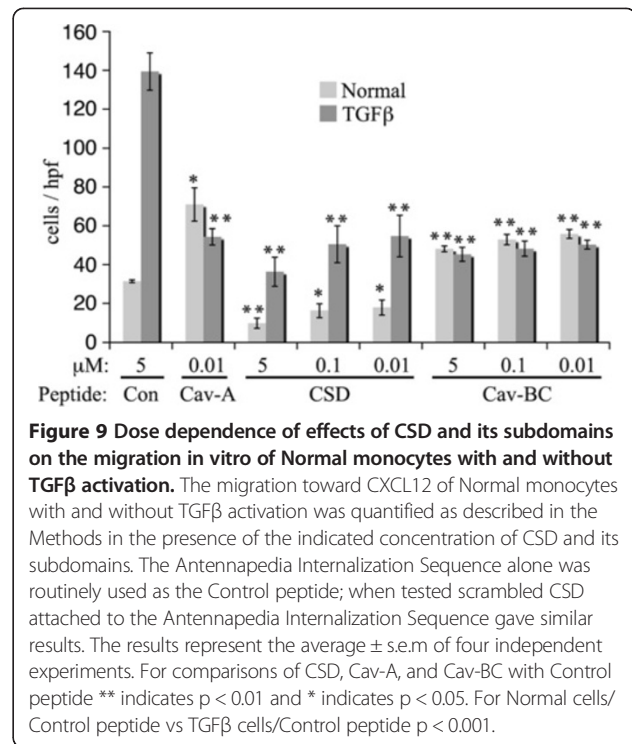 160
140
120
100
80
60
40
20
0
cells / hpf
Normal
TGFβ
* ** ** ** ** * * ** ** ** ** ** ** **
μM: 5 0.01 5 0.1 0.01 5 0.1 0.01
Peptide: Con Cav-A CSD Cav-BC
Figure 9 Dose dependence of effects of CSD and its subdomains
on the migration in vitro of Normal monocytes with and without
TGFβ activation. The migration toward CXCL12 of Normal monocytes
with and without TGFβ activation was quantified as described in the
Methods in the presence of the indicated concentration of CSD and its
subdomains. The Antennapedia Internalization Sequence alone was
routinely used as the Control peptide; when tested scrambled CSD
attached to the Antennapedia Internalization Sequence gave similar
results. The results represent the average ± s.e.m of four independent
experiments. For comparisons of CSD, Cav-A, and Cav-BC with Control
peptide ** indicates p < 0.01 and * indicates p < 0.05. For Normal cells/
Control peptide vs TGFβ cells/Control peptide p < 0.001.